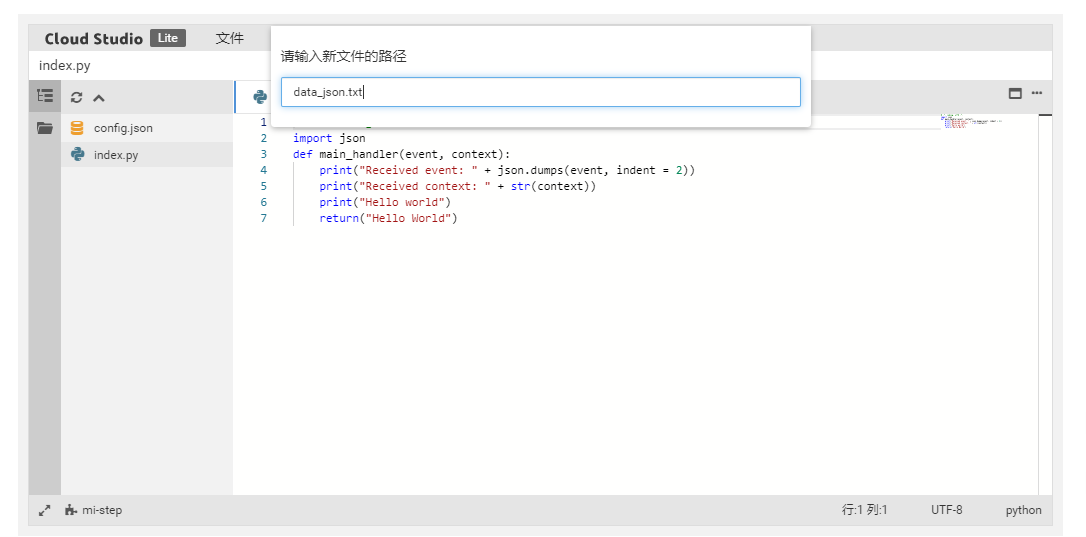 Cloud Studio Lite 文件
请输入新文件的路径
index.py
data_json.txt
config.json
index.py
1
2 import json
3 def main_handler(event, context):
4 print("Received event: " + json.dumps(event, indent = 2))
5 print("Received context: " + str(context))
6 print("Hello world")
7 return("Hello World")
mi-step 行:1 列:1 UTF-8 python